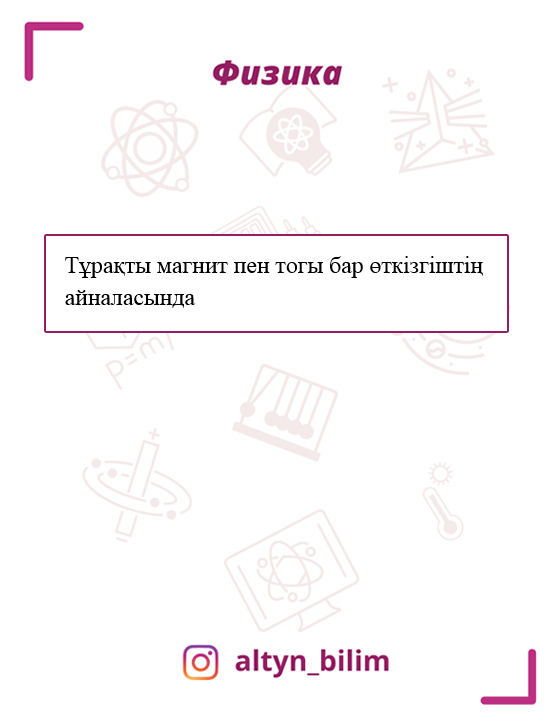 Физика
Тұрақты магнит пен тогы бар өткізгіштің
айналасында
p=m
altyn_bilim